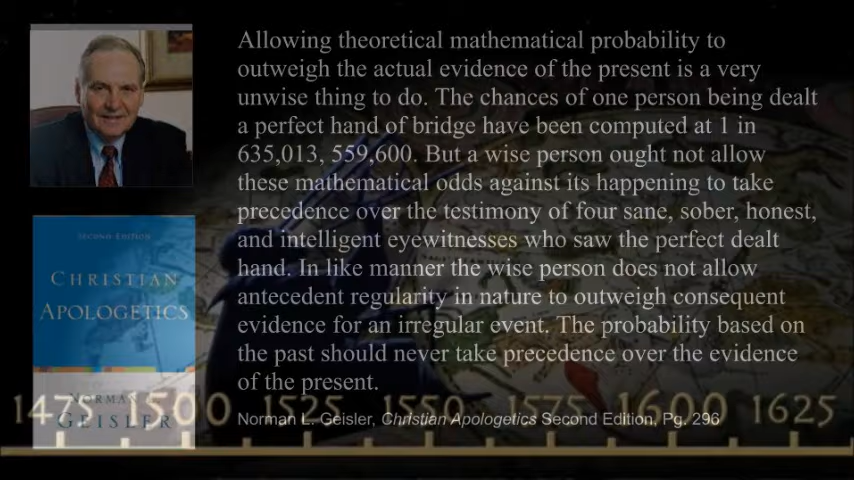 Allowing theoretical mathematical probability to
outweigh the actual evidence of the present is a very
unwise thing to do. The chances of one person being dealt
a perfect hand of bridge have been computed at 1 in
635,013, 559,600. But a wise person ought not allow
these mathematical odds against its happening to take
precedence over the testimony of four sane, sober, honest,
and intelligent eyewitnesses who saw the perfect dealt
hand. In like manner the wise person does not allow
antecedent regularity in nature to outweigh consequent
evidence for an irregular event. The probability based on
the past should never take precedence over the evidence
of the present.
Norman L. Geisler, Christian Apologetics Second Edition, Pg. 296
SECOND EDITION
CHRISTIAN
APOLOGETICS
NORMAN L.
GEISLER
1475 1500 1525 1550 1575 1600 1625